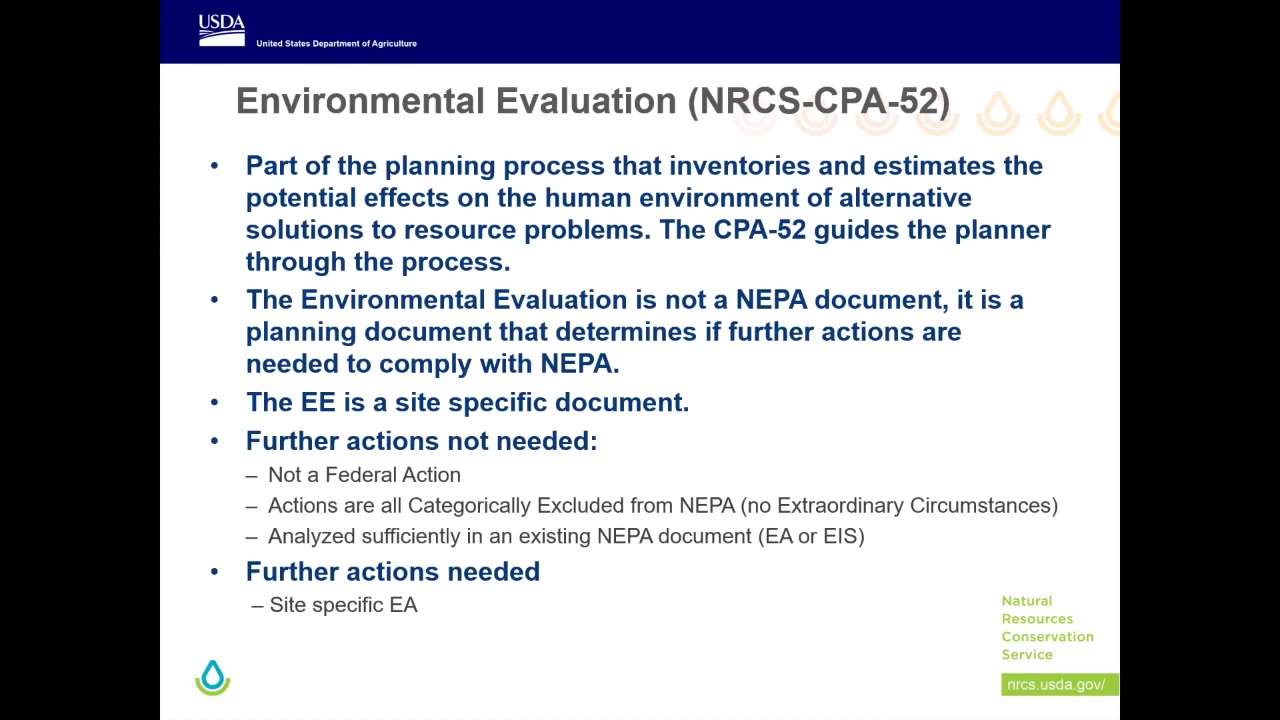 USDA
United States Department of Agriculture
Environmental Evaluation (NRCS-CPA-52)
• Part of the planning process that inventories and estimates the
potential effects on the human environment of alternative
solutions to resource problems. The CPA-52 guides the planner
through the process.
• The Environmental Evaluation is not a NEPA document, it is a
planning document that determines if further actions are
needed to comply with NEPA.
• The EE is a site specific document.
• Further actions not needed:
– Not a Federal Action
– Actions are all Categorically Excluded from NEPA (no Extraordinary Circumstances)
– Analyzed sufficiently in an existing NEPA document (EA or EIS)
• Further actions needed
– Site specific EA
Natural
Resources
Conservation
Service
nrcs.usda.gov/